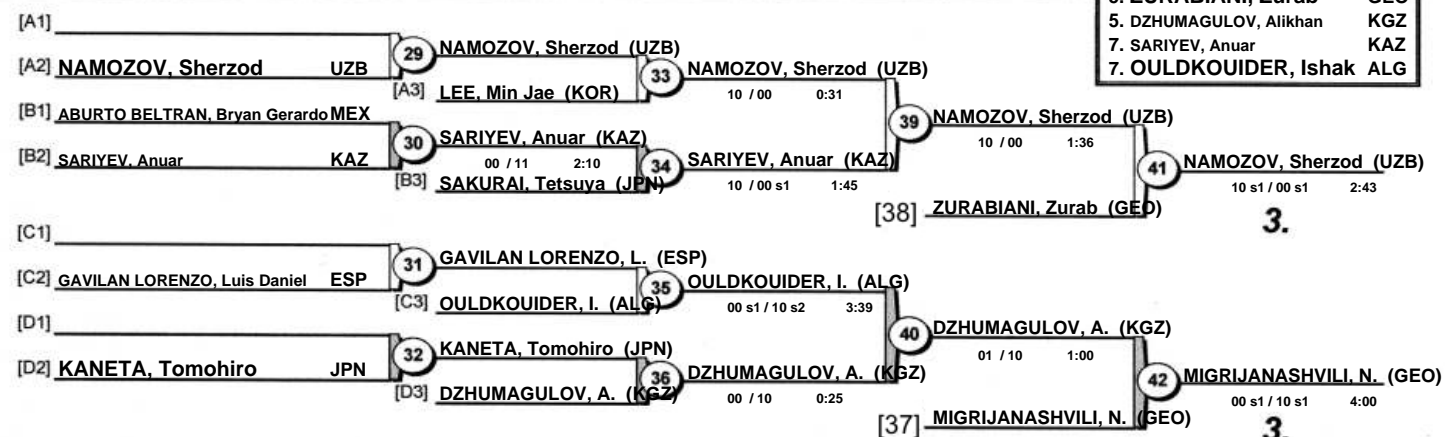 5. DZHUMAGULOV, Alikhan KGZ
7. SARIYEV, Anuar KAZ
7. OULDKOUIDER, Ishak ALG
[A1]
[A2] NAMOZOV, Sherzod UZB
29
NAMOZOV, Sherzod (UZB)
[A3] LEE, Min Jae (KOR)
33
NAMOZOV, Sherzod (UZB)
10 / 00 0:31
[B1] ABURTO BELTRAN, Bryan Gerardo MEX
[B2] SARIYEV, Anuar KAZ
30
SARIYEV, Anuar (KAZ)
00 / 11 2:10
[B3] SAKURAI, Tetsuya (JPN)
34
SARIYEV, Anuar (KAZ)
10 / 00 s1 1:45
39
NAMOZOV, Sherzod (UZB)
10 / 00 1:36
[38] ZURABIANI, Zurab (GEO)
41
NAMOZOV, Sherzod (UZB)
10 s1 / 00 s1 2:43
3.
[C1]
[C2] GAVILAN LORENZO, Luis Daniel ESP
31
GAVILAN LORENZO, L. (ESP)
[C3] OULDKOUIDER, I. (ALG)
35
OULDKOUIDER, I. (ALG)
00 s1 / 10 s2 3:39
[D1]
[D2] KANETA, Tomohiro JPN
32
KANETA, Tomohiro (JPN)
[D3] DZHUMAGULOV, A. (KGZ)
36
DZHUMAGULOV, A. (KGZ)
00 / 10 0:25
40
DZHUMAGULOV, A. (KGZ)
01 / 10 1:00
[37] MIGRIJANASHVILI, N. (GEO)
42
MIGRIJANASHVILI, N. (GEO)
00 s1 / 10 s1 4:00
3.